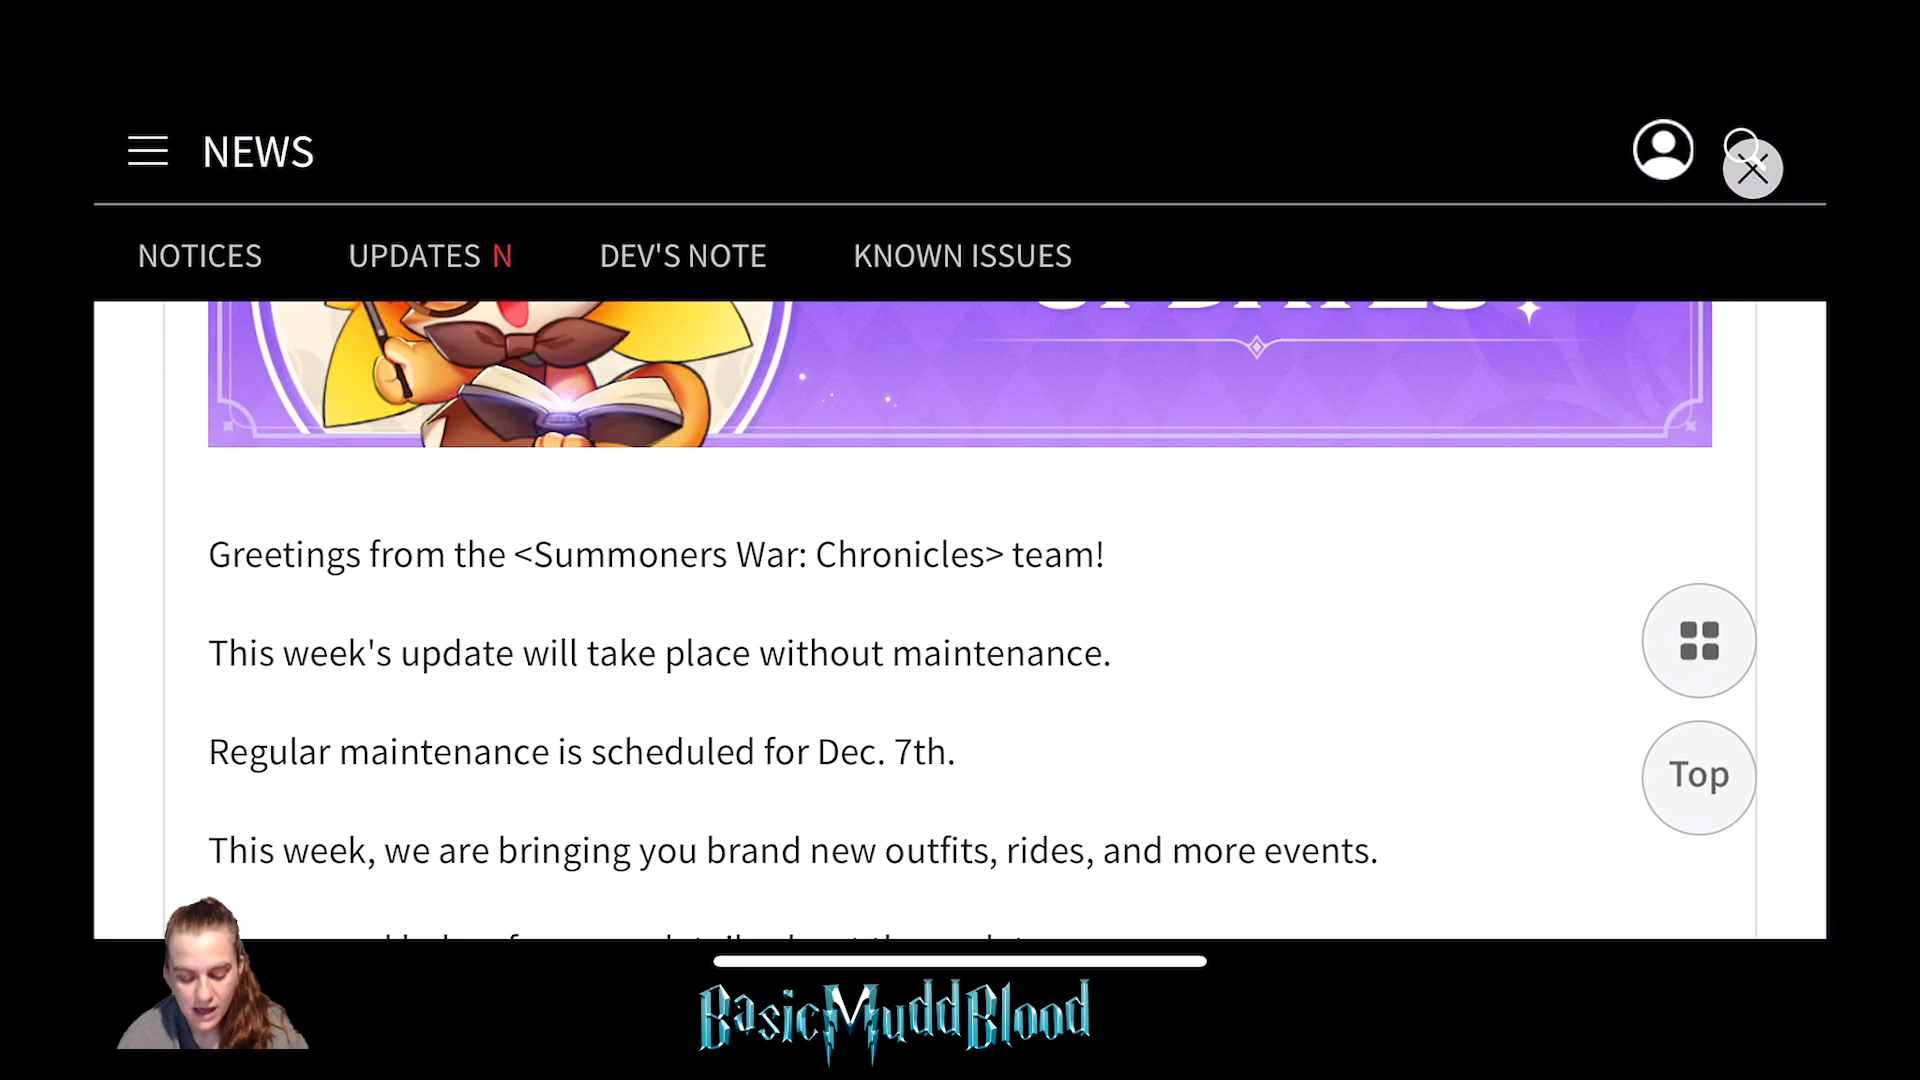 NEWS
NOTICES UPDATES N DEV'S NOTE KNOWN ISSUES
UPDATES
Greetings from the <Summoners War: Chronicles> team!
This week's update will take place without maintenance.
Regular maintenance is scheduled for Dec. 7th.
Top
This week, we are bringing you brand new outfits, rides, and more events.
BasicMuddBlood